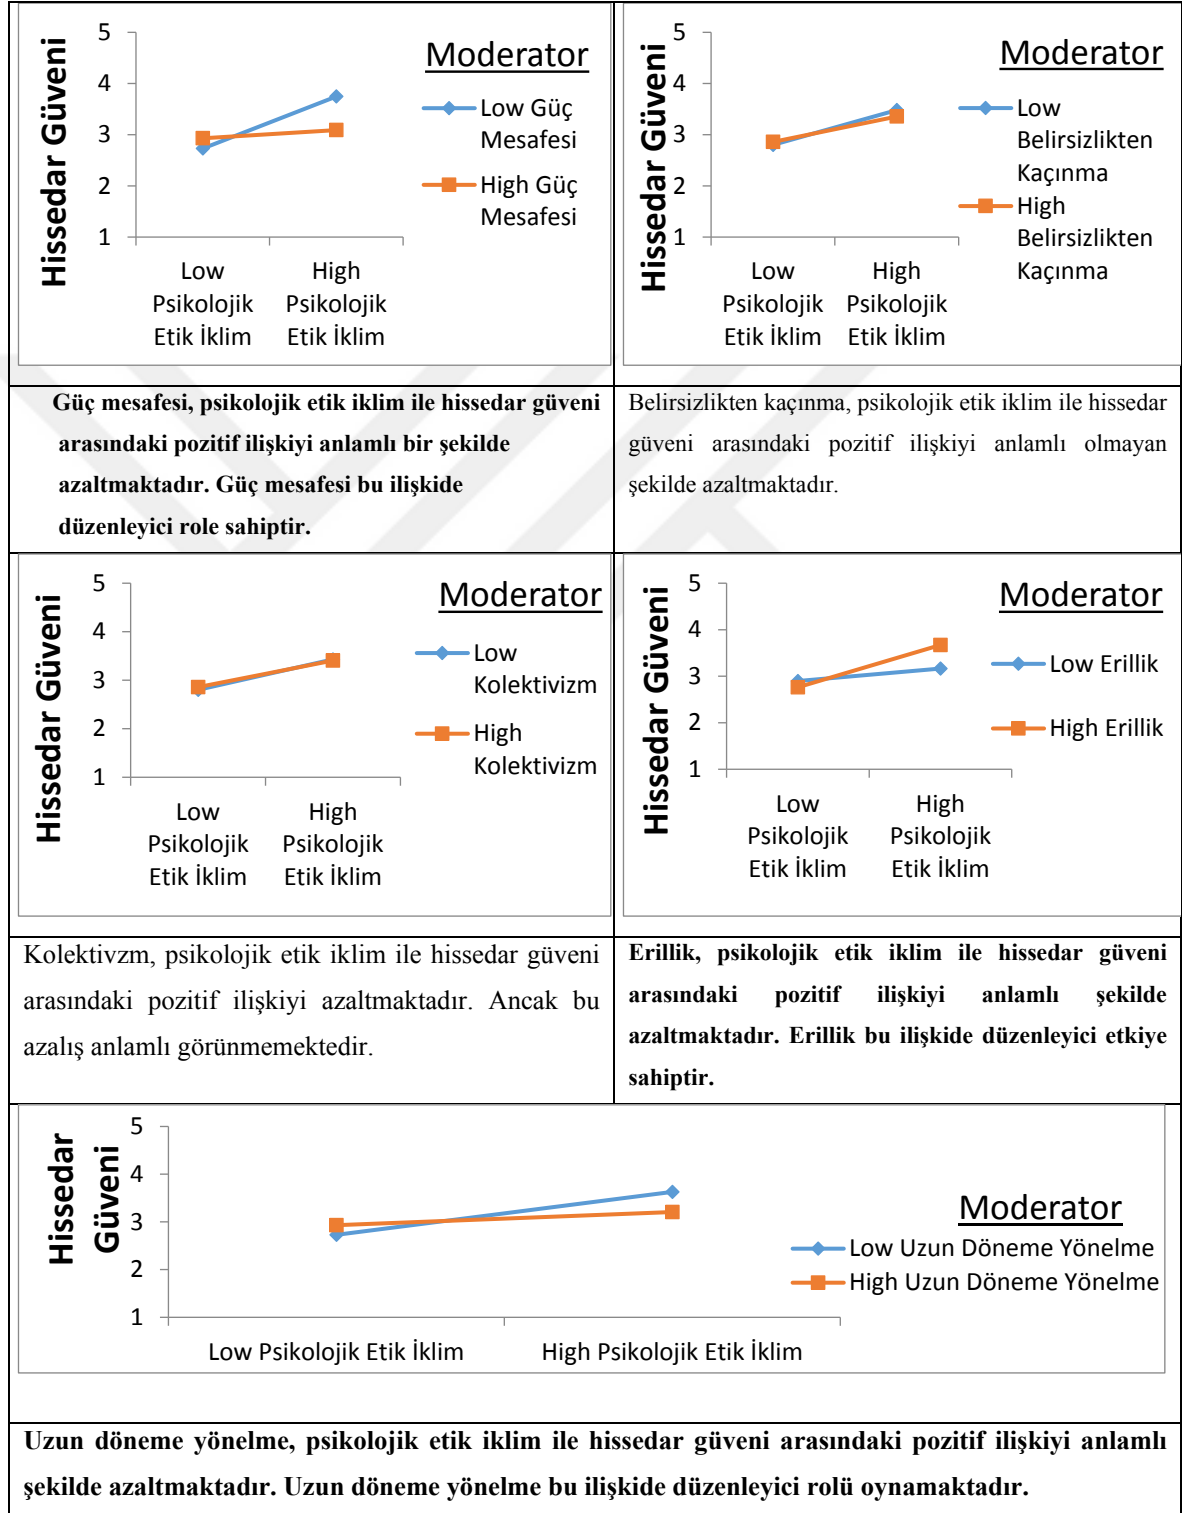 Hissedar Güveni
5
4
3
2
1
Low
Psikolojik
Etik İklim
High
Psikolojik
Etik İklim
Moderator
Low Güç
Mesafesi
High Güç
Mesafesi
Hissedar Güveni
5
4
3
2
1
Low
Psikolojik
Etik İklim
High
Psikolojik
Etik İklim
Moderator
Low
Belirsizlikten
Kaçınma
High
Belirsizlikten
Kaçınma
Güç mesafesi, psikolojik etik iklim ile hissedar güveni
arasındaki pozitif ilişkiyi anlamlı bir şekilde
azaltmaktadır. Güç mesafesi bu ilişkide
düzenleyici role sahiptir.
Belirsizlikten kaçınma, psikolojik etik iklim ile hissedar
güveni arasındaki pozitif ilişkiyi anlamlı olmayan
şekilde azaltmaktadır.
Hissedar Güveni
5
4
3
2
1
Low
Psikolojik
Etik İklim
High
Psikolojik
Etik İklim
Moderator
Low
Kolektivizm
High
Kolektivizm
Hissedar Güveni
5
4
3
2
1
Low
Psikolojik
Etik İklim
High
Psikolojik
Etik İklim
Moderator
Low Erillik
High Erillik
Kolektivzm, psikolojik etik iklim ile hissedar güveni
arasındaki pozitif ilişkiyi azaltmaktadır. Ancak bu
azalış anlamlı görünmemektedir.
Erillik, psikolojik etik iklim ile hissedar güveni
arasındaki pozitif ilişkiyi anlamlı şekilde
azaltmaktadır. Erillik bu ilişkide düzenleyici etkiye
sahiptir.
Hissedar
Güveni
5
4
3
2
1
Low Psikolojik Etik İklim
High Psikolojik Etik İklim
Moderator
Low Uzun Döneme Yönelme
High Uzun Döneme Yönelme
Uzun döneme yönelme, psikolojik etik iklim ile hissedar güveni arasındaki pozitif ilişkiyi anlamlı
şekilde azaltmaktadır. Uzun döneme yönelme bu ilişkide düzenleyici rolü oynamaktadır.